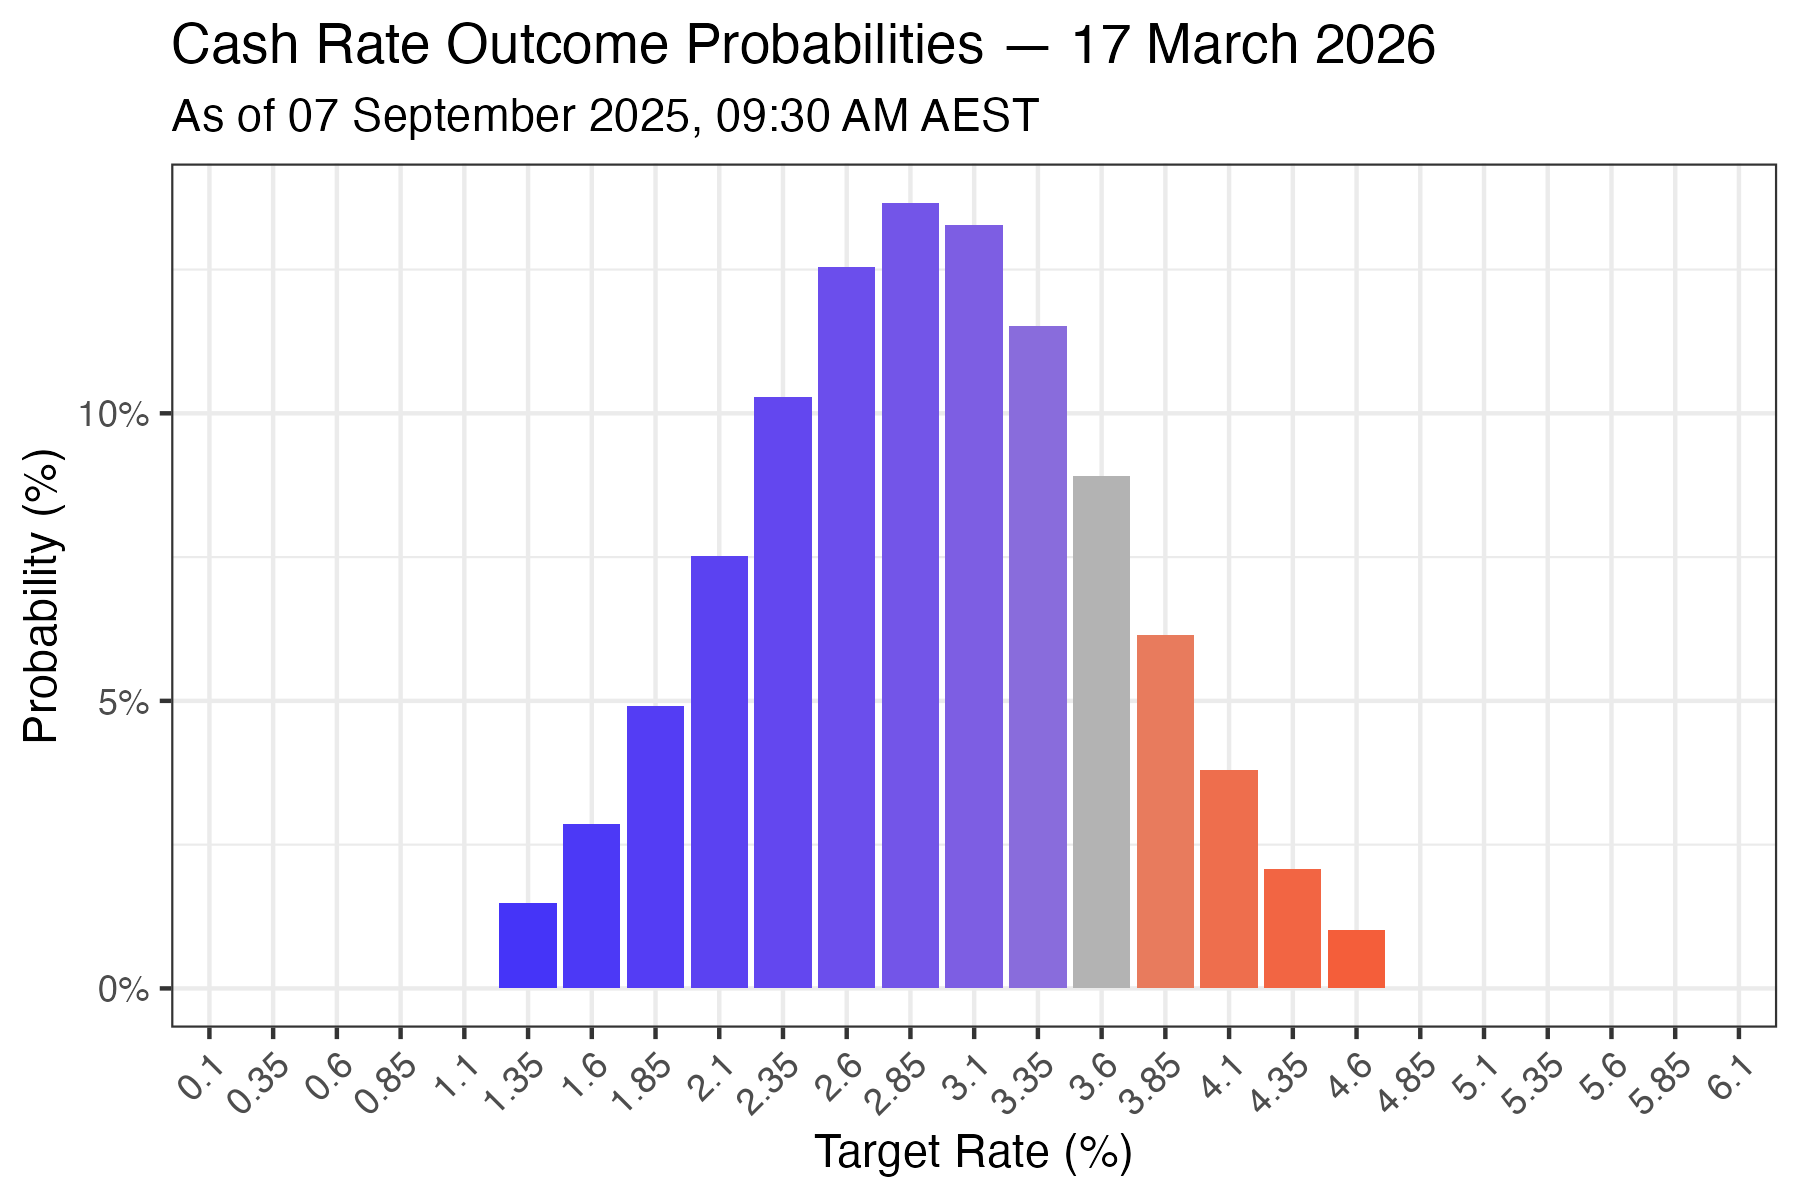 Cash Rate Outcome Probabilities — 17 March 2026
As of 07 September 2025, 09:30 AM AEST
Probability (%)
10%
5%
0%
0.1 0.35 0.6 0.85 1.1 1.35 1.6 1.85 2.1 2.35 2.6 2.85 3.1 3.35 3.6 3.85 4.1 4.35 4.6 4.85 5.1 5.35 5.6 5.85 6.1
Target Rate (%)